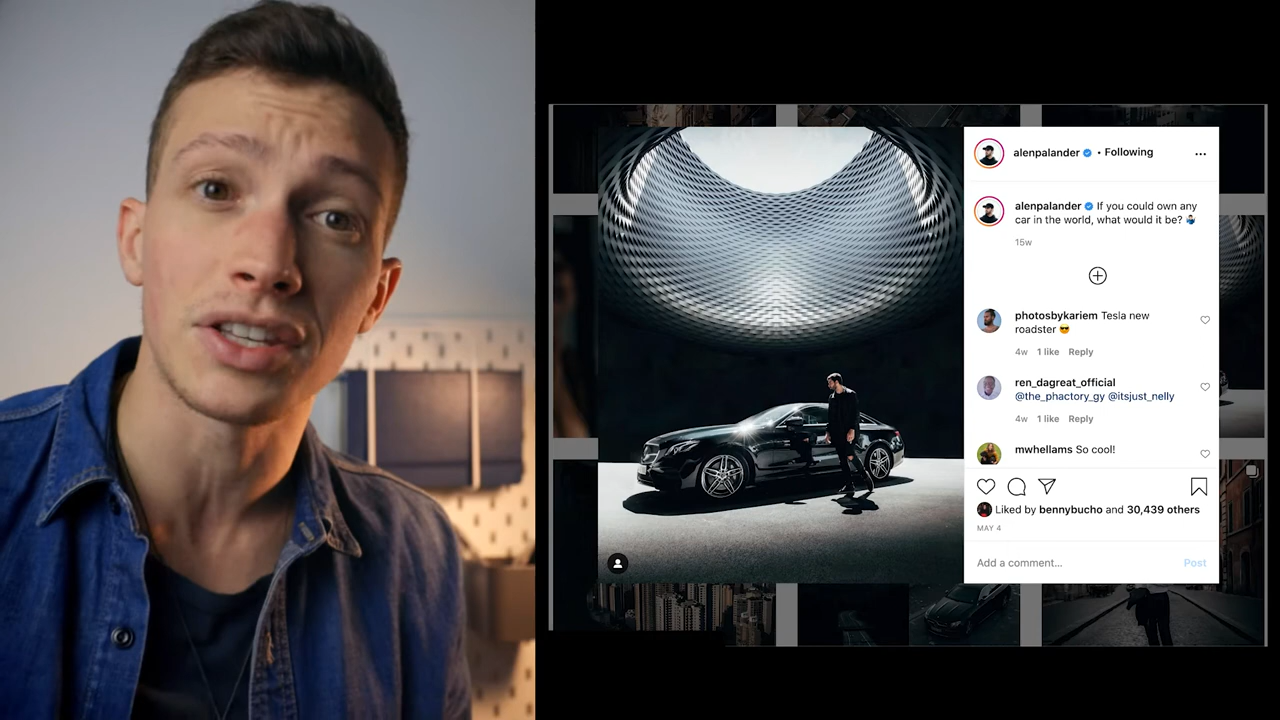 alenpalander • Following
alenpalander If you could own any
car in the world, what would it be?
15w
photosbykariem Tesla new
roadster 😎
4w 1 like Reply
ren_dagreat_official
@the_phactory_gy @itsjust_nelly
4w 1 like Reply
mwhellams So cool!
Liked by bennybucho and 30,439 others
MAY 4
Add a comment... Post